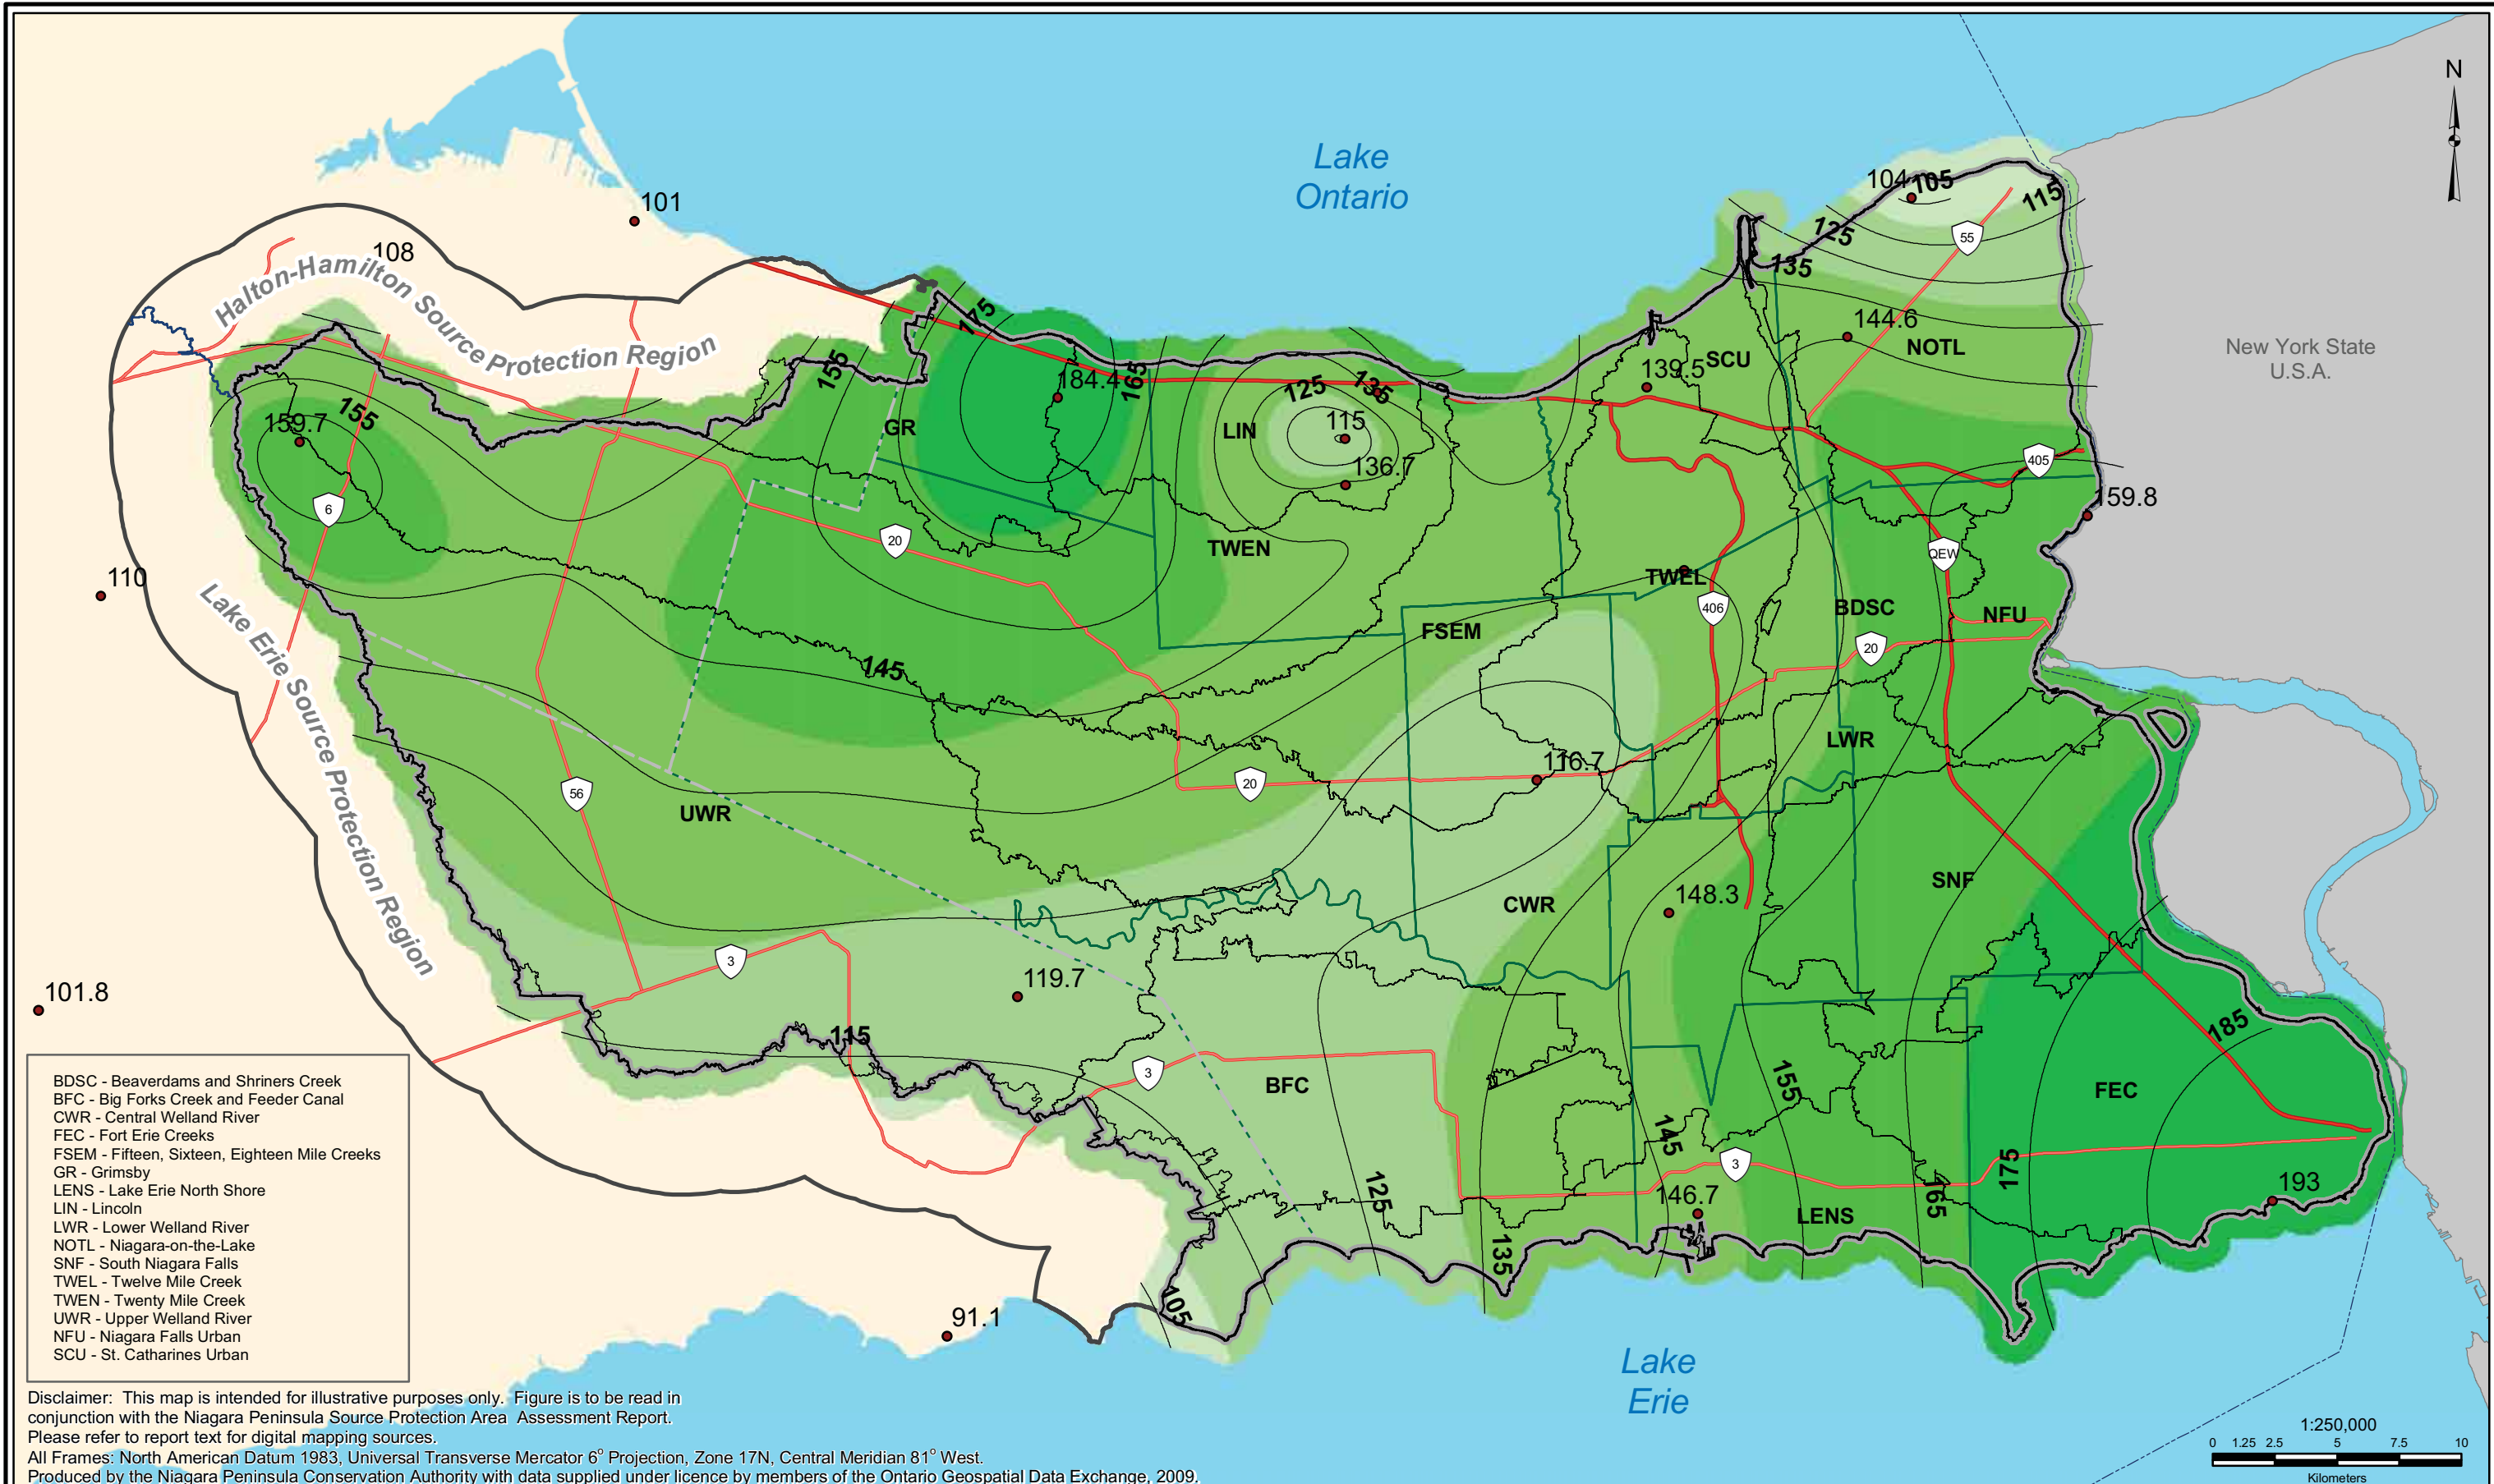 N
Lake
Ontario
101
108
104
105
115
125
55
135
Halton-Hamilton Source Protection Region
175
144.6
NOTL
New York State
U.S.A.
155
184.4
165
125
135
139.5
SCU
159.7
155
GR
LIN
115
136.7
405
159.8
6
20
TWEN
QEW
110
TWEL
406
BDSC
NFU
Lake Erie Source Protection Region
FSEM
20
145
LWR
116.7
56
20
UWR
SNF
148.3
CWR
3
101.8
119.7
115
185
3
BFC
155
FEC
145
3
175
125
146.7
165
193
LENS
135
105
91.1
Lake
Erie
BDSC - Beaverdams and Shriners Creek
BFC - Big Forks Creek and Feeder Canal
CWR - Central Welland River
FEC - Fort Erie Creeks
FSEM - Fifteen, Sixteen, Eighteen Mile Creeks
GR - Grimsby
LENS - Lake Erie North Shore
LIN - Lincoln
LWR - Lower Welland River
NOTL - Niagara-on-the-Lake
SNF - South Niagara Falls
TWEL - Twelve Mile Creek
TWEN - Twenty Mile Creek
UWR - Upper Welland River
NFU - Niagara Falls Urban
SCU - St. Catharines Urban
Disclaimer: This map is intended for illustrative purposes only. Figure is to be read in
conjunction with the Niagara Peninsula Source Protection Area Assessment Report.
Please refer to report text for digital mapping sources.
All Frames: North American Datum 1983, Universal Transverse Mercator 6° Projection, Zone 17N, Central Meridian 81° West.
Produced by the Niagara Peninsula Conservation Authority with data supplied under licence by members of the Ontario Geospatial Data Exchange, 2009.
1:250,000
0 1.25 2.5 5 7.5 10
Kilometers